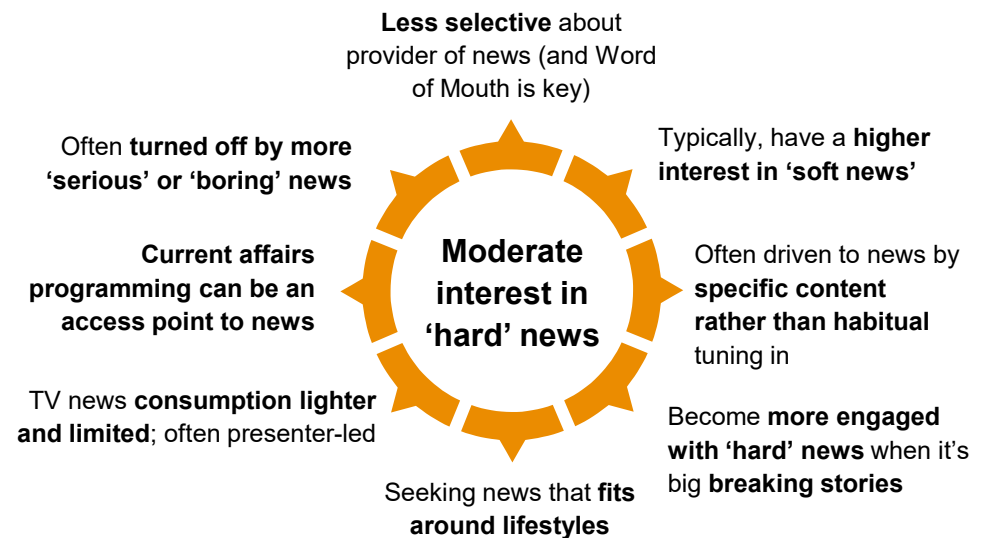 Less selective about
provider of news (and Word
of Mouth is key)
Typically, have a higher
interest in ‘soft news’
Often driven to news by
specific content
rather than habitual
tuning in
Become more engaged
with ‘hard’ news when it’s
big breaking stories
Seeking news that fits
around lifestyles
TV news consumption lighter
and limited; often presenter-led
Current affairs
programming can be an
access point to news
Often turned off by more
‘serious’ or ‘boring’ news
Moderate
interest in
‘hard’ news